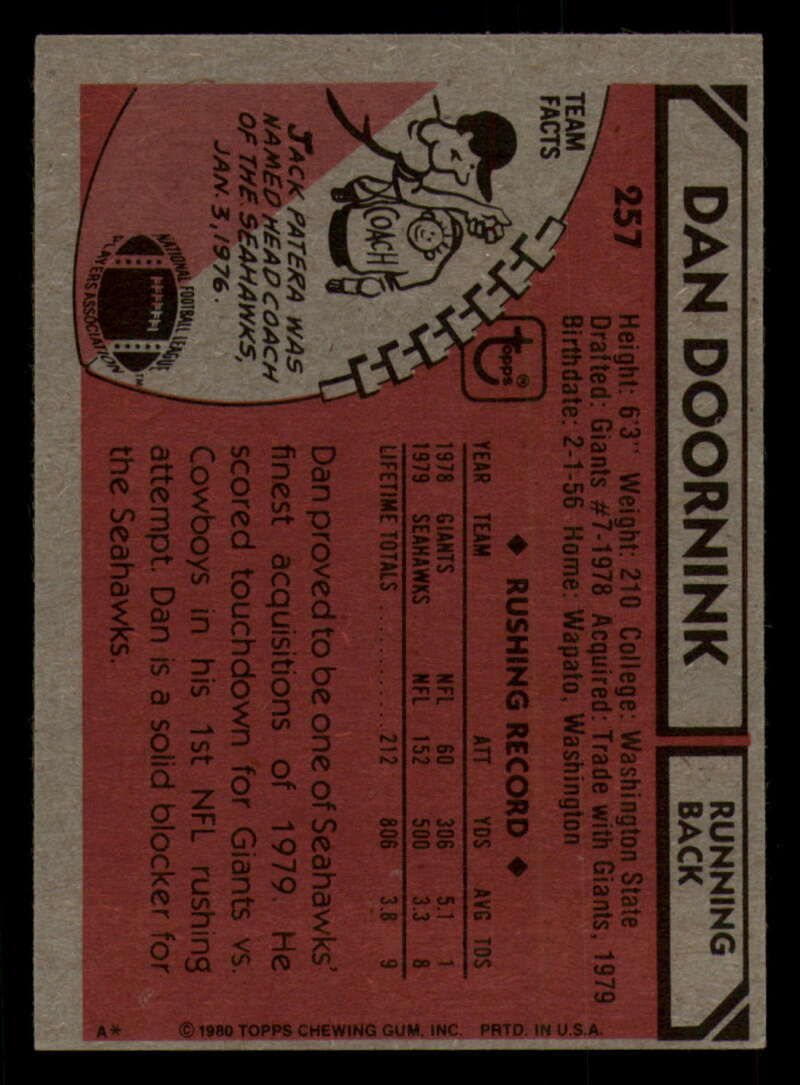 DAN DOORNINK
RUNNING
BACK
257
Height: 6'3" Weight: 210 College: Washington State
Drafted: Giants #7-1978 Acquired: Trade with Giants, 1979
Birthdate: 2-1-56 Home: Wapato, Washington
TEAM
FACTS
COACH
JACK PATERA WAS
NAMED HEAD COACH
OF THE SEAHAWKS,
JAN. 3, 1976.
NATIONAL FOOTBALL LEAGUE
PLAYERS ASSOCIATION
TM
topps®
◆ RUSHING RECORD ◆
YEAR TEAM ATT YDS AVG TDS
1978 GIANTS NFL 60 306 5.1 1
1979 SEAHAWKS NFL 152 500 3.3 8
LIFETIME TOTALS ........... 212 806 3.8 9
Dan proved to be one of Seahawks'
finest acquisitions of 1979. He
scored touchdown for Giants vs.
Cowboys in his 1st NFL rushing
attempt. Dan is a solid blocker for
the Seahawks.
A* © 1980 TOPPS CHEWING GUM, INC. PRTD. IN U.S.A.